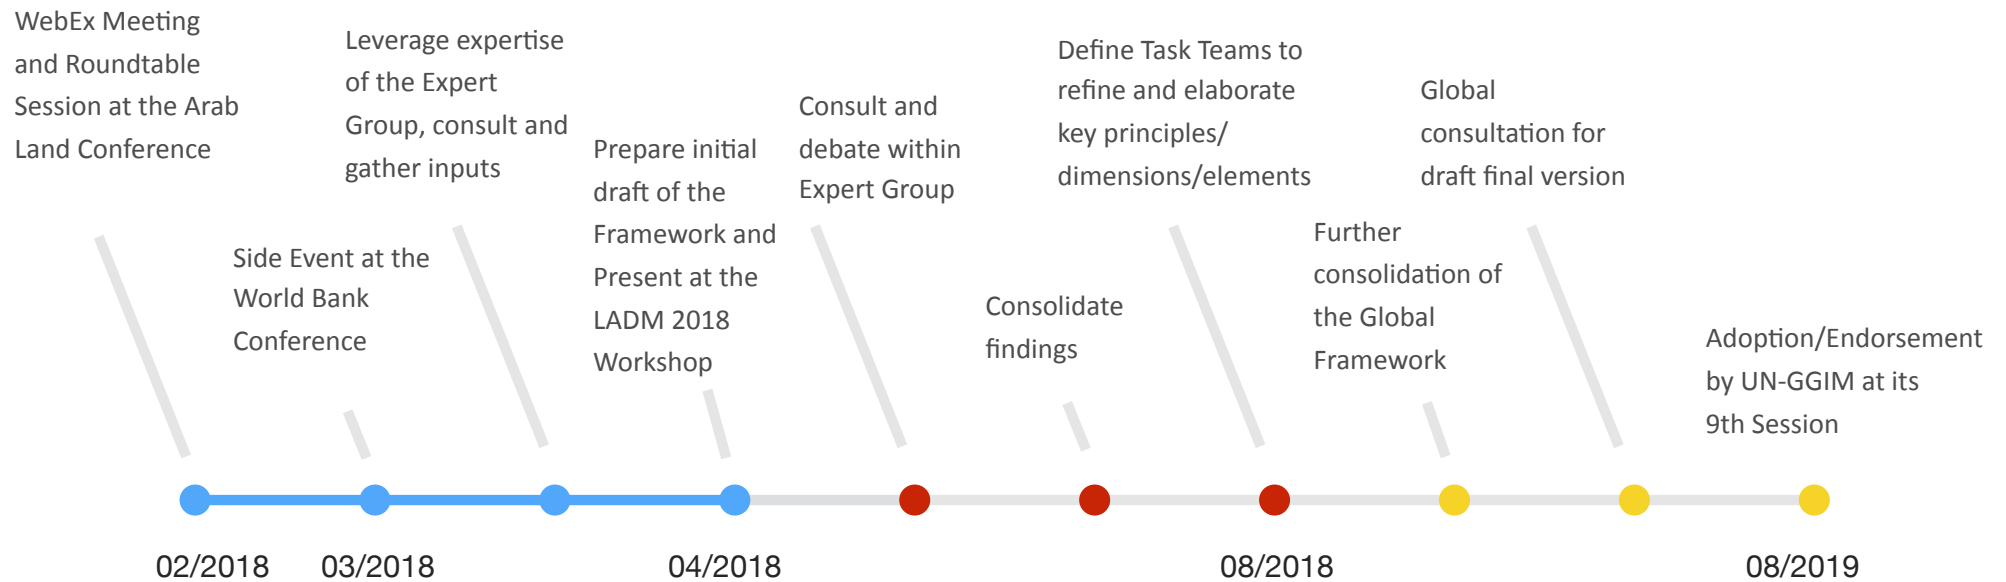 WebEx Meeting
and Roundtable
Session at the Arab
Land Conference
Side Event at the
World Bank
Conference
Leverage expertise
of the Expert
Group, consult and
gather inputs
Prepare initial
draft of the
Framework and
Present at the
LADM 2018
Workshop
Consult and
debate within
Expert Group
Consolidate
findings
Define Task Teams to
refine and elaborate
key principles/
dimensions/elements
Further
consolidation of
the Global
Framework
Global
consultation for
draft final version
Adoption/Endorsement
by UN-GGIM at its
9th Session
02/2018
03/2018
04/2018
08/2018
08/2019